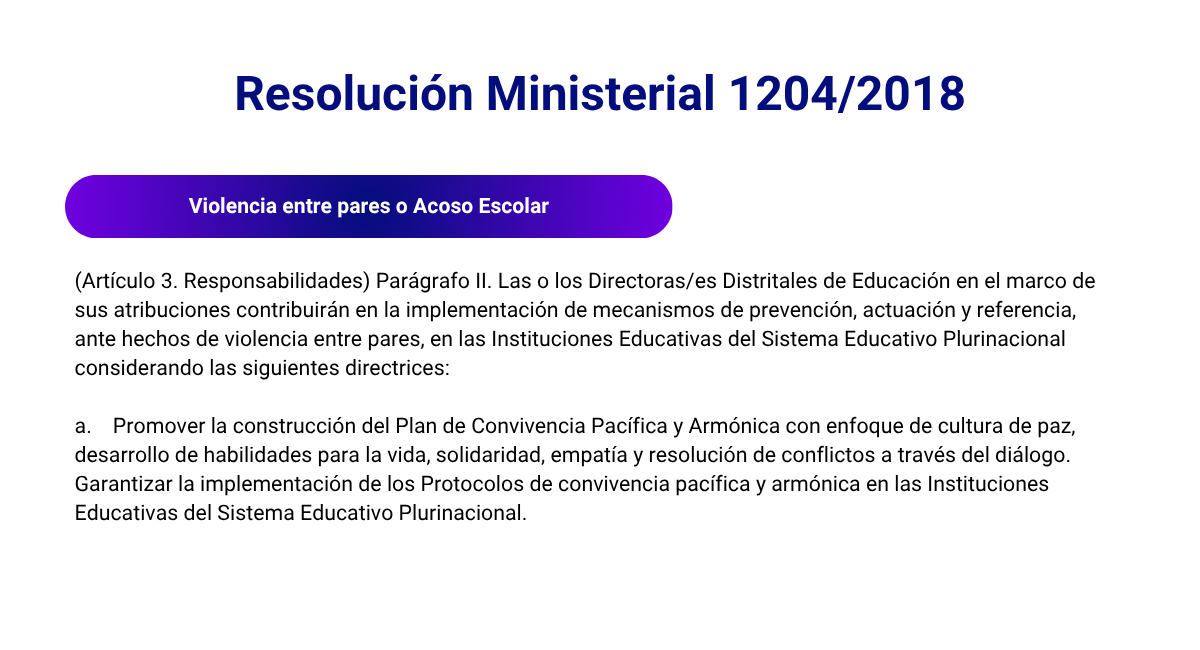 Resolución Ministerial 1204/2018
Violencia entre pares o Acoso Escolar
(Artículo 3. Responsabilidades) Parágrafo II. Las o los Directoras/es Distritales de Educación en el marco de
sus atribuciones contribuirán en la implementación de mecanismos de prevención, actuación y referencia,
ante hechos de violencia entre pares, en las Instituciones Educativas del Sistema Educativo Plurinacional
considerando las siguientes directrices:
a. Promover la construcción del Plan de Convivencia Pacífica y Armónica con enfoque de cultura de paz,
desarrollo de habilidades para la vida, solidaridad, empatía y resolución de conflictos a través del diálogo.
Garantizar la implementación de los Protocolos de convivencia pacífica y armónica en las Instituciones
Educativas del Sistema Educativo Plurinacional.